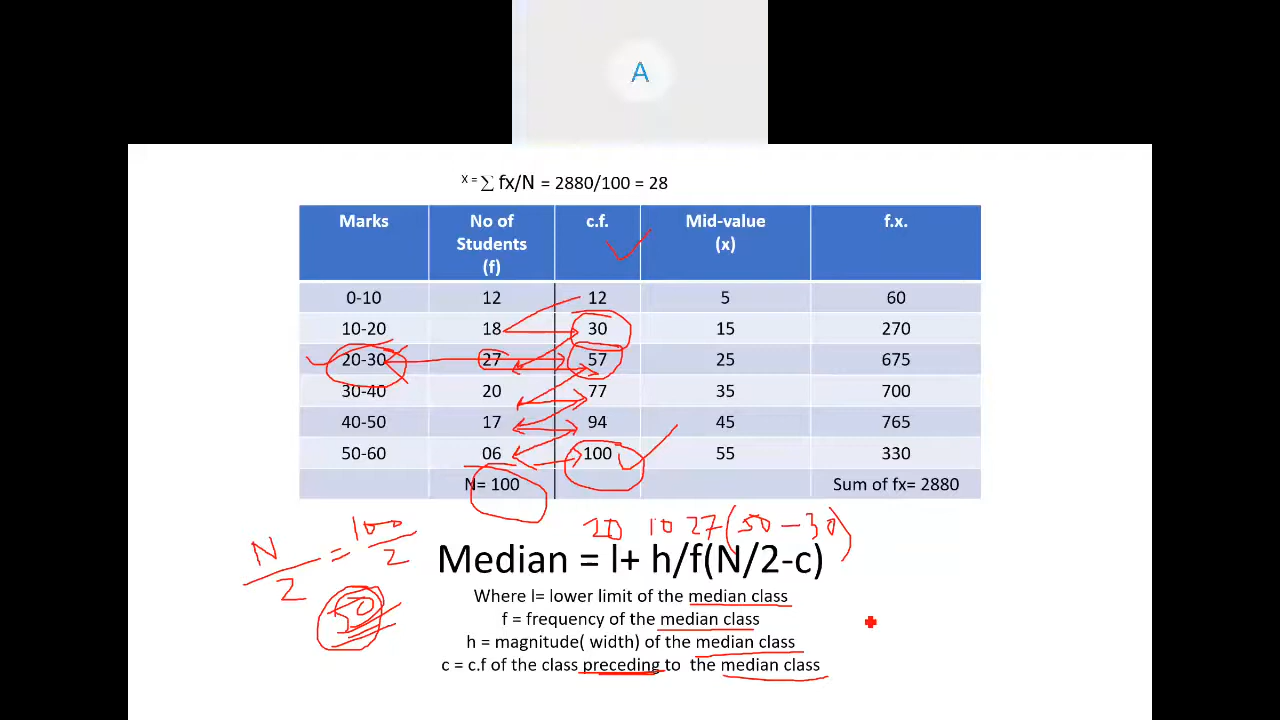 A
X = ∑ fx/N = 2880/100 = 28
Marks No of Students (f) c.f. Mid-value (x) f.x.
0-10 12 12 5 60
10-20 18 30 15 270
20-30 27 57 25 675
30-40 20 77 35 700
40-50 17 94 45 765
50-60 06 100 55 330
N= 100 Sum of fx= 2880
N/2 = 100/2
50
20 10 27 (50 - 30)
Median = l+ h/f(N/2-c)
Where l= lower limit of the median class
f = frequency of the median class
h = magnitude( width) of the median class
c = c.f of the class preceding to the median class